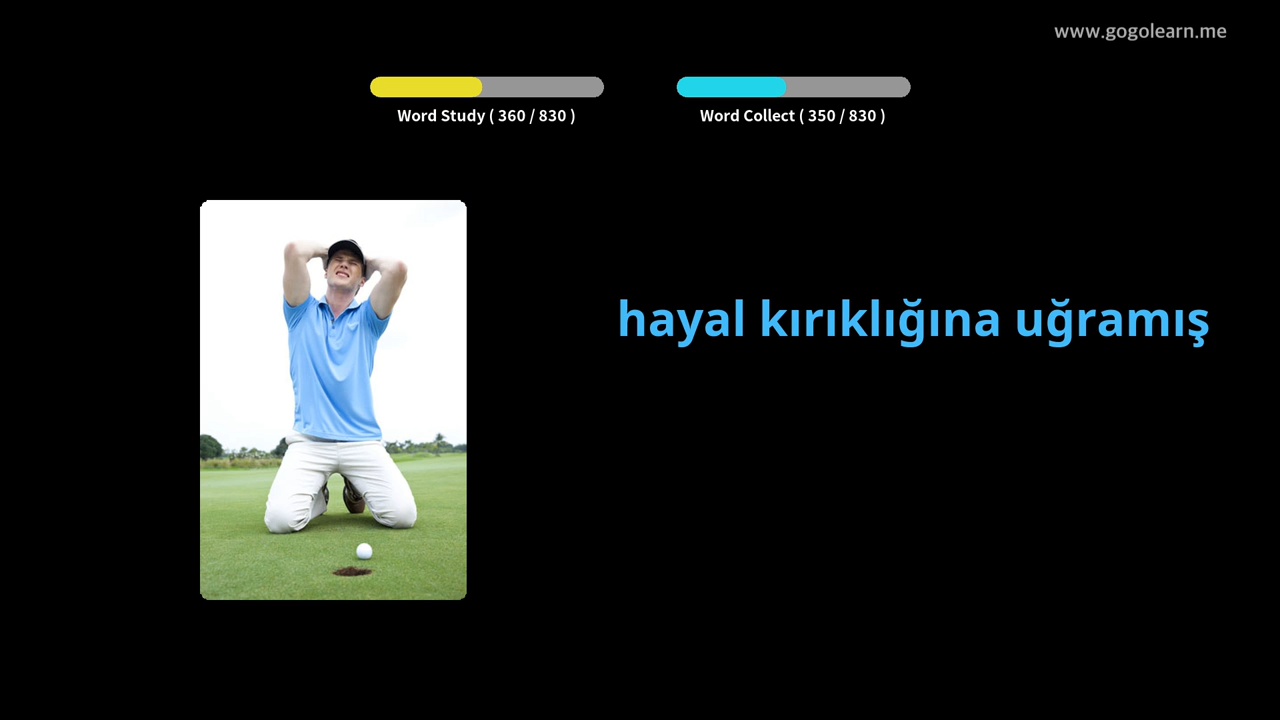 www.gogolearn.me
Word Study ( 360 / 830 )
Word Collect ( 350 / 830 )
hayal kırıklığına uğramış